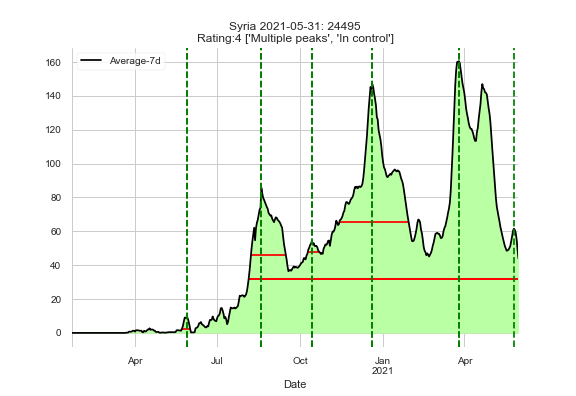 Syria 2021-05-31: 24495
Rating:4 ['Multiple peaks', 'In control']
Average-7d
160
140
120
100
80
60
40
20
0
Apr
Jul
Oct
Jan
2021
Apr
Date